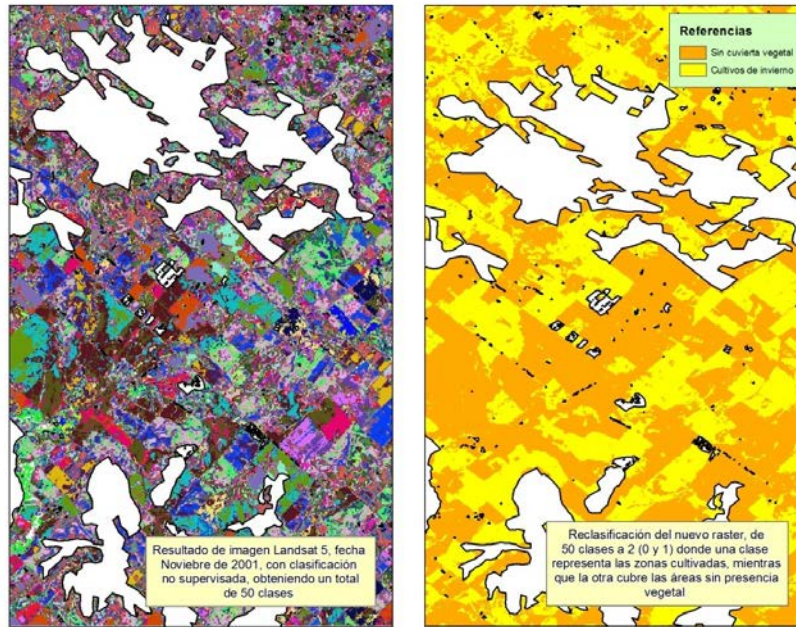 Resultado de imagen Landsat 5, fecha
Noviebre de 2001, con clasificación
no supervisada, obteniendo un total
de 50 clases
Referencias
Sin cuvierta vegetal
Cultivos de invierno
Reclasificación del nuevo raster, de
50 clases a 2 (0 y 1) donde una clase
representa las zonas cultivadas, mientras
que la otra cubre las áreas sin presencia
vegetal